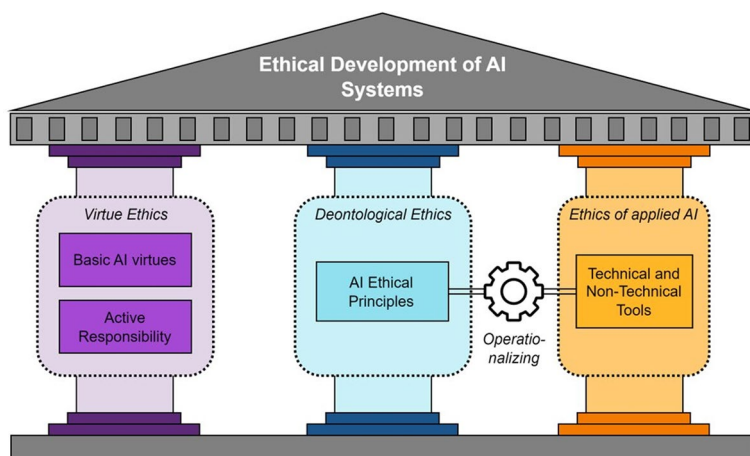 Ethical Development of AI
Systems
Virtue Ethics
Basic AI virtues
Active
Responsibility
Deontological Ethics
AI Ethical
Principles
Operatio-
nalizing
Ethics of applied AI
Technical and
Non-Technical
Tools